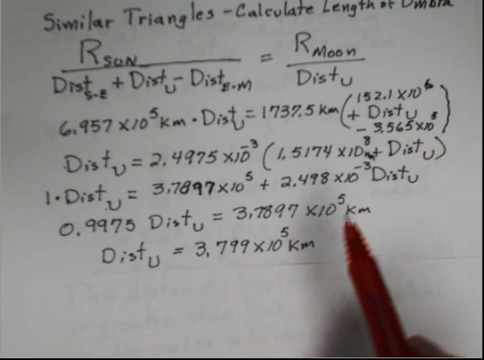 Similar Triangles - Calculate Length of Umbra
R_SUN / (Dist_S-E + Dist_U - Dist_E-M) = R_Moon / Dist_U
6.957 x 10^5 km · Dist_U = 1737.5 km (152.1 x 10^6 + Dist_U - 3.565 x 10^5)
Dist_U = 2.4975 x 10^-3 (1.5174 x 10^8 km + Dist_U)
1 · Dist_U = 3.7897 x 10^5 + 2.498 x 10^-3 Dist_U
0.9975 Dist_U = 3.7897 x 10^5 km
Dist_U = 3.799 x 10^5 km